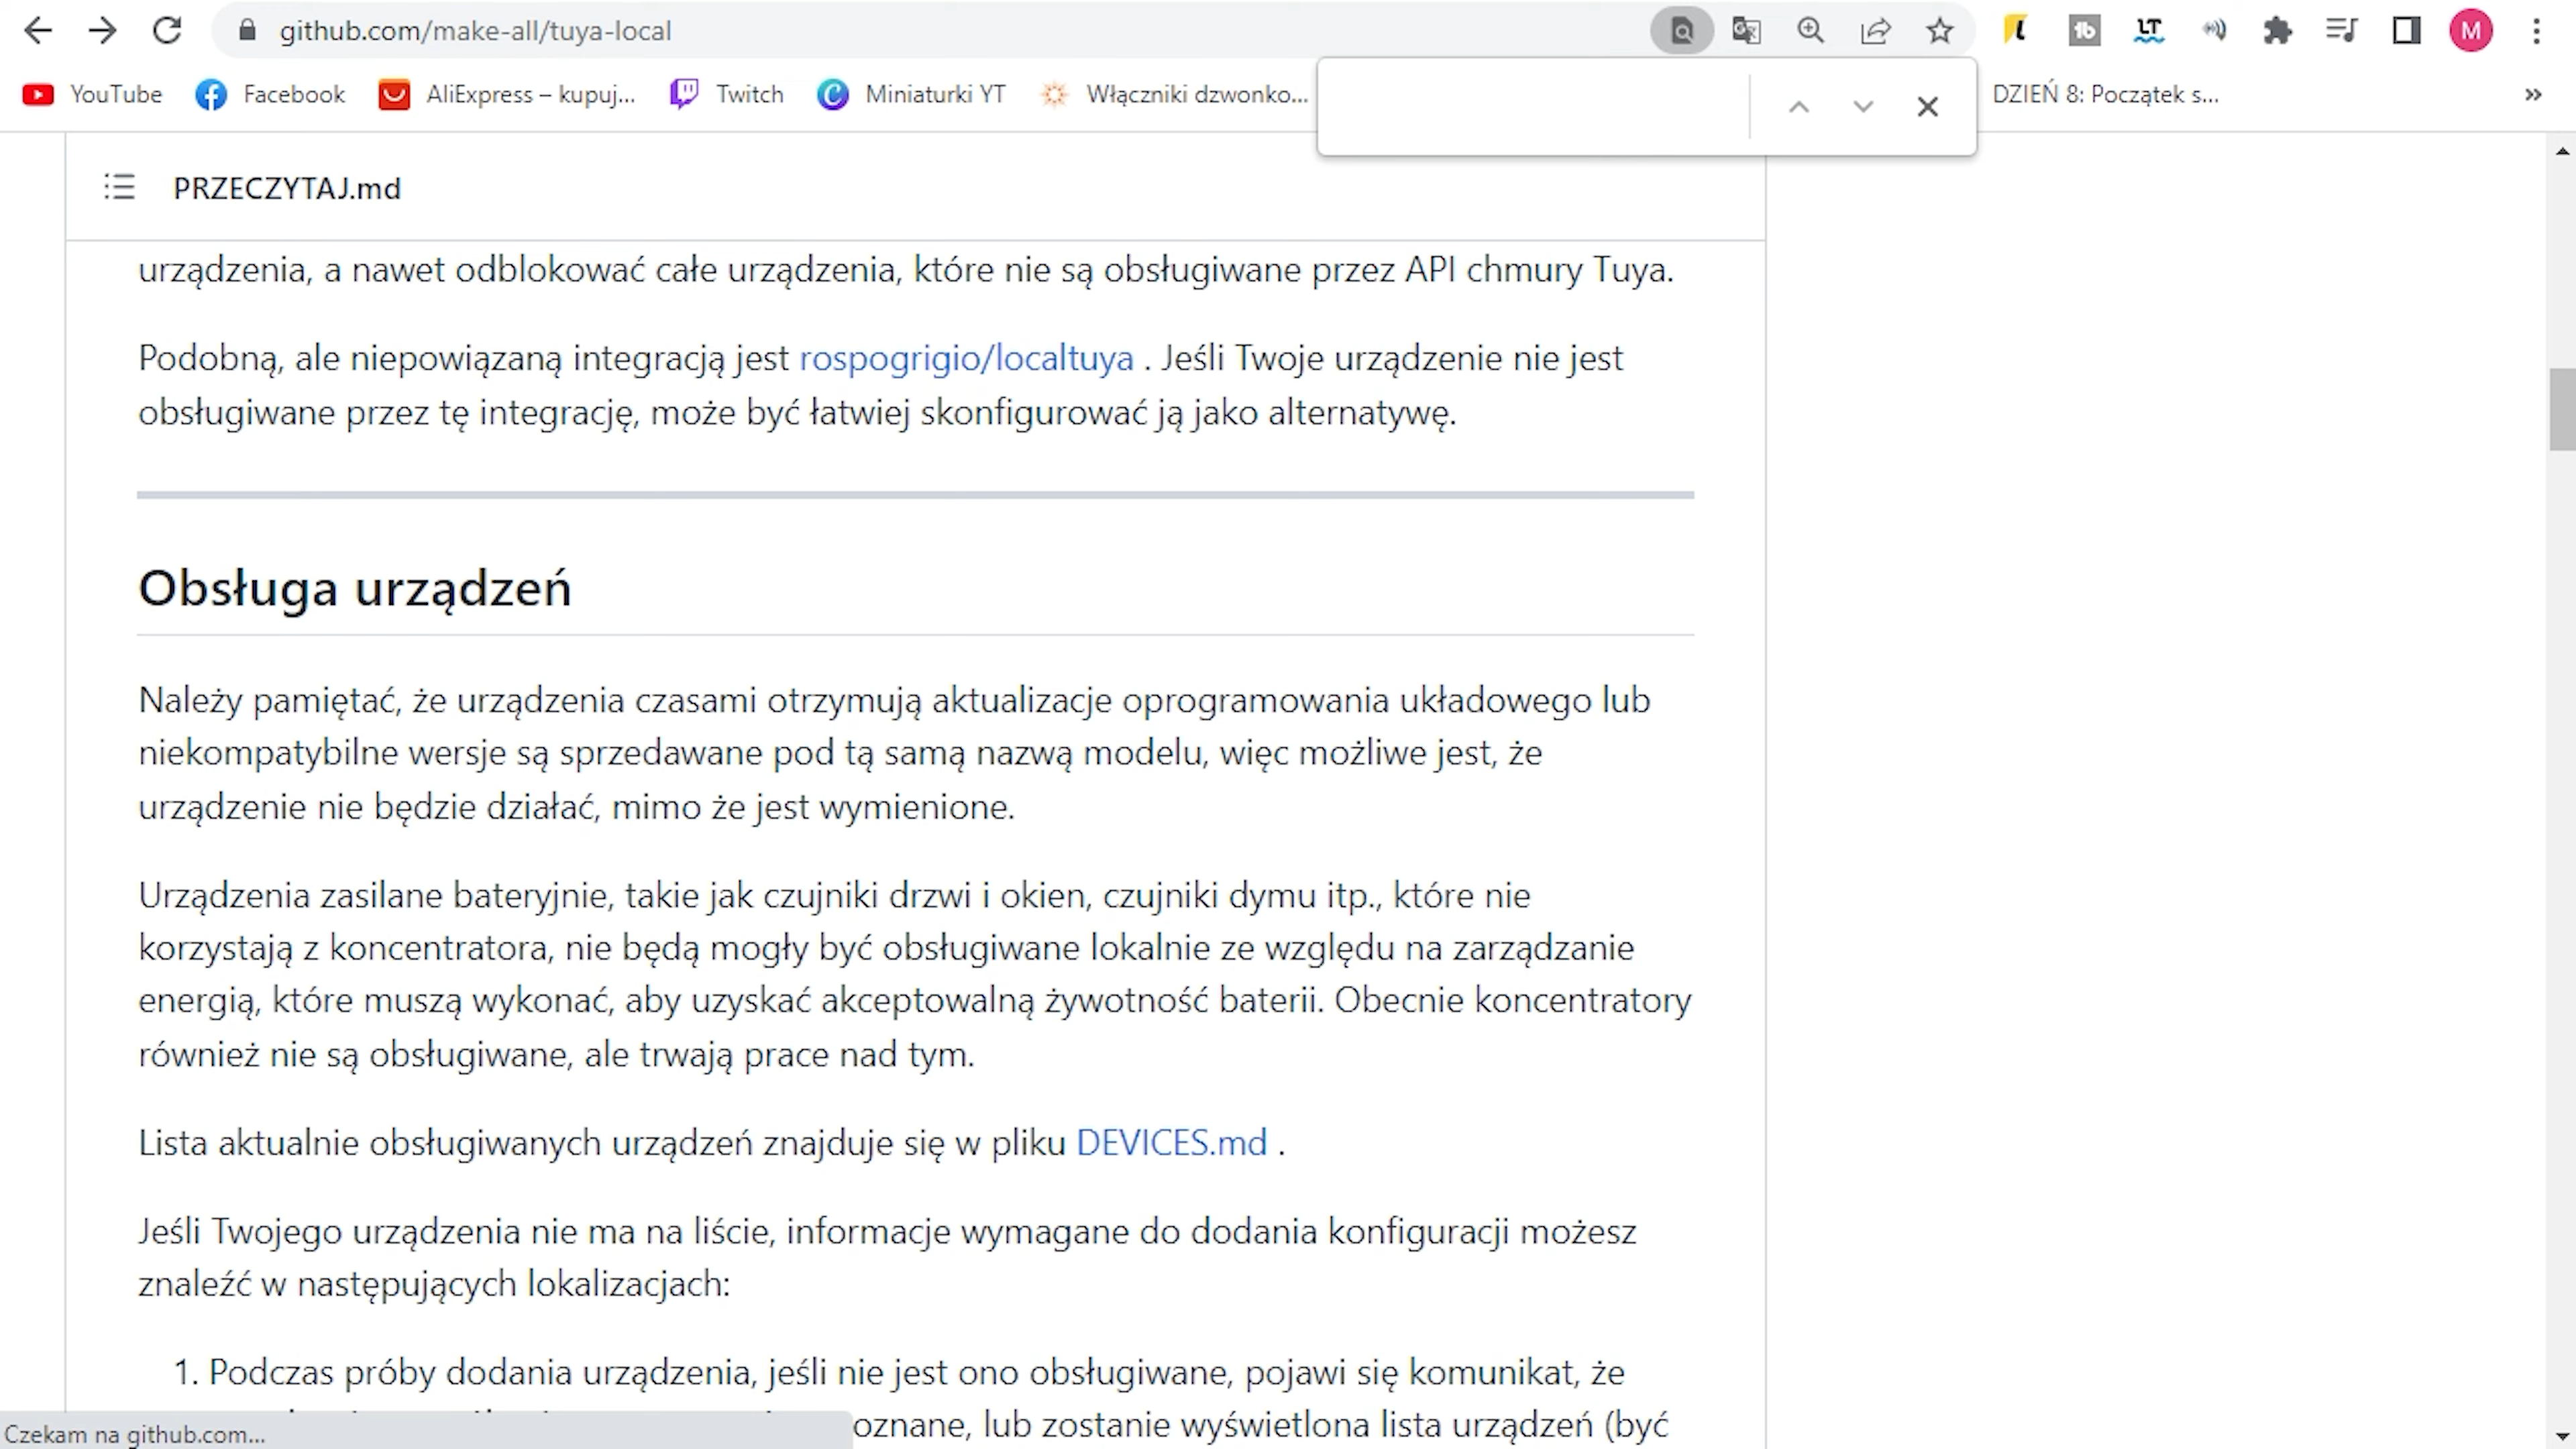 github.com/make-all/tuya-local
YouTube Facebook AliExpress – kupuj... Twitch Miniaturki YT Włączniki dzwonko... DZIEŃ 8: Początek s... »
PRZECZYTAJ.md
urządzenia, a nawet odblokować całe urządzenia, które nie są obsługiwane przez API chmury Tuya.
Podobną, ale niepowiązaną integracją jest rospogrigio/localtuya . Jeśli Twoje urządzenie nie jest
obsługiwane przez tę integrację, może być łatwiej skonfigurować ją jako alternatywę.
Obsługa urządzeń
Należy pamiętać, że urządzenia czasami otrzymują aktualizacje oprogramowania układowego lub
niekompatybilne wersje są sprzedawane pod tą samą nazwą modelu, więc możliwe jest, że
urządzenie nie będzie działać, mimo że jest wymienione.
Urządzenia zasilane bateryjnie, takie jak czujniki drzwi i okien, czujniki dymu itp., które nie
korzystają z koncentratora, nie będą mogły być obsługiwane lokalnie ze względu na zarządzanie
energią, które muszą wykonać, aby uzyskać akceptowalną żywotność baterii. Obecnie koncentratory
również nie są obsługiwane, ale trwają prace nad tym.
Lista aktualnie obsługiwanych urządzeń znajduje się w pliku DEVICES.md .
Jeśli Twojego urządzenia nie ma na liście, informacje wymagane do dodania konfiguracji możesz
znaleźć w następujących lokalizacjach:
1. Podczas próby dodania urządzenia, jeśli nie jest ono obsługiwane, pojawi się komunikat, że
oznane, lub zostanie wyświetlona lista urządzeń (być
Czekam na github.com...